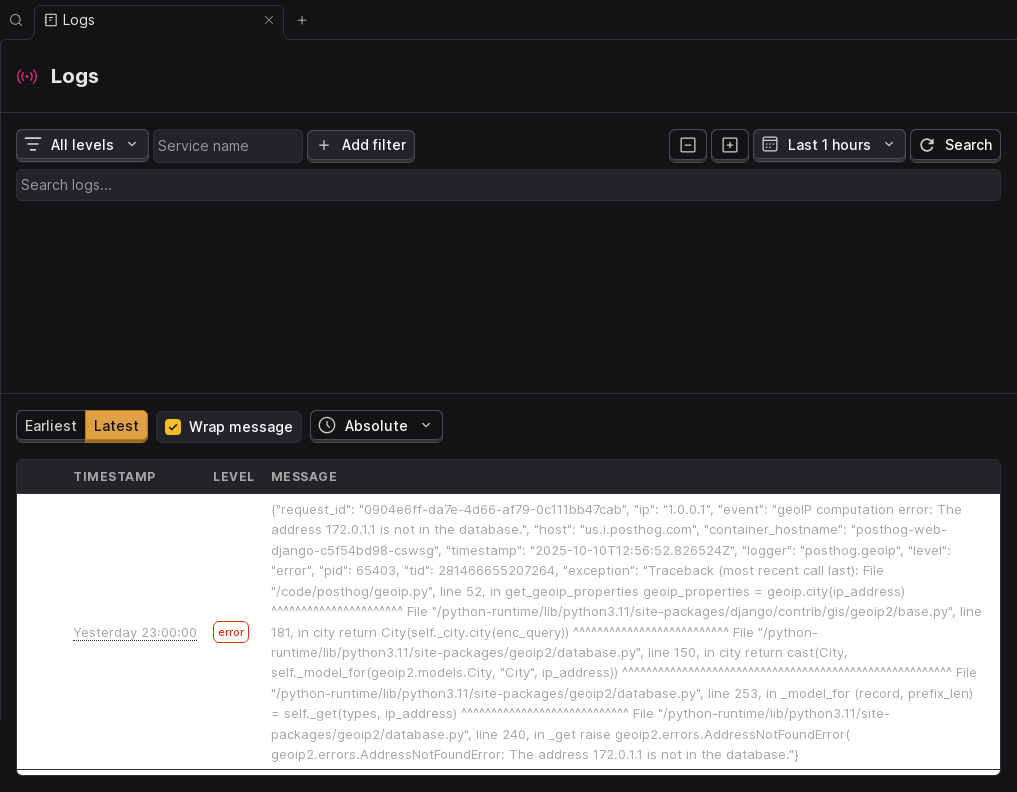 Logs
Logs
All levels
Service name
Add filter
Last 1 hours
Search
Search logs...
Earliest
Latest
Wrap message
Absolute
TIMESTAMP LEVEL MESSAGE
{"request_id": "0904e6ff-da7e-4d66-af79-0c111bb47cab", "ip": "1.0.0.1", "event": "geoIP computation error: The
address 172.0.1.1 is not in the database.", "host": "us.i.posthog.com", "container_hostname": "posthog-web-
django-c5f54bd98-cswsg", "timestamp": "2025-10-10T12:56:52.826524Z", "logger": "posthog.geoip", "level":
"error", "pid": 65403, "tid": 281466655207264, "exception": "Traceback (most recent call last): File
"/code/posthog/geoip.py", line 52, in get_geoip_properties geoip_properties = geoip.city(ip_address)
^^^^^^^^^^^^^^^^^^^^^^ File "/python-runtime/lib/python3.11/site-packages/django/contrib/gis/geoip2/base.py", line
Yesterday 23:00:00 error 181, in city return City(self._city.city(enc_query)) ^^^^^^^^^^^^^^^^^^^^^^^^^^ File "/python-
runtime/lib/python3.11/site-packages/geoip2/database.py", line 150, in city return cast(City,
self._model_for(geoip2.models.City, "City", ip_address)) ^^^^^^^^^^^^^^^^^^^^^^^^^^^^^^^^^^^^^^^^^^^^^^^^^^^^^^^ File
"/python-runtime/lib/python3.11/site-packages/geoip2/database.py", line 253, in _model_for (record, prefix_len)
= self._get(types, ip_address) ^^^^^^^^^^^^^^^^^^^^^^^^^^^^ File "/python-runtime/lib/python3.11/site-
packages/geoip2/database.py", line 240, in _get raise geoip2.errors.AddressNotFoundError(
geoip2.errors.AddressNotFoundError: The address 172.0.1.1 is not in the database."}